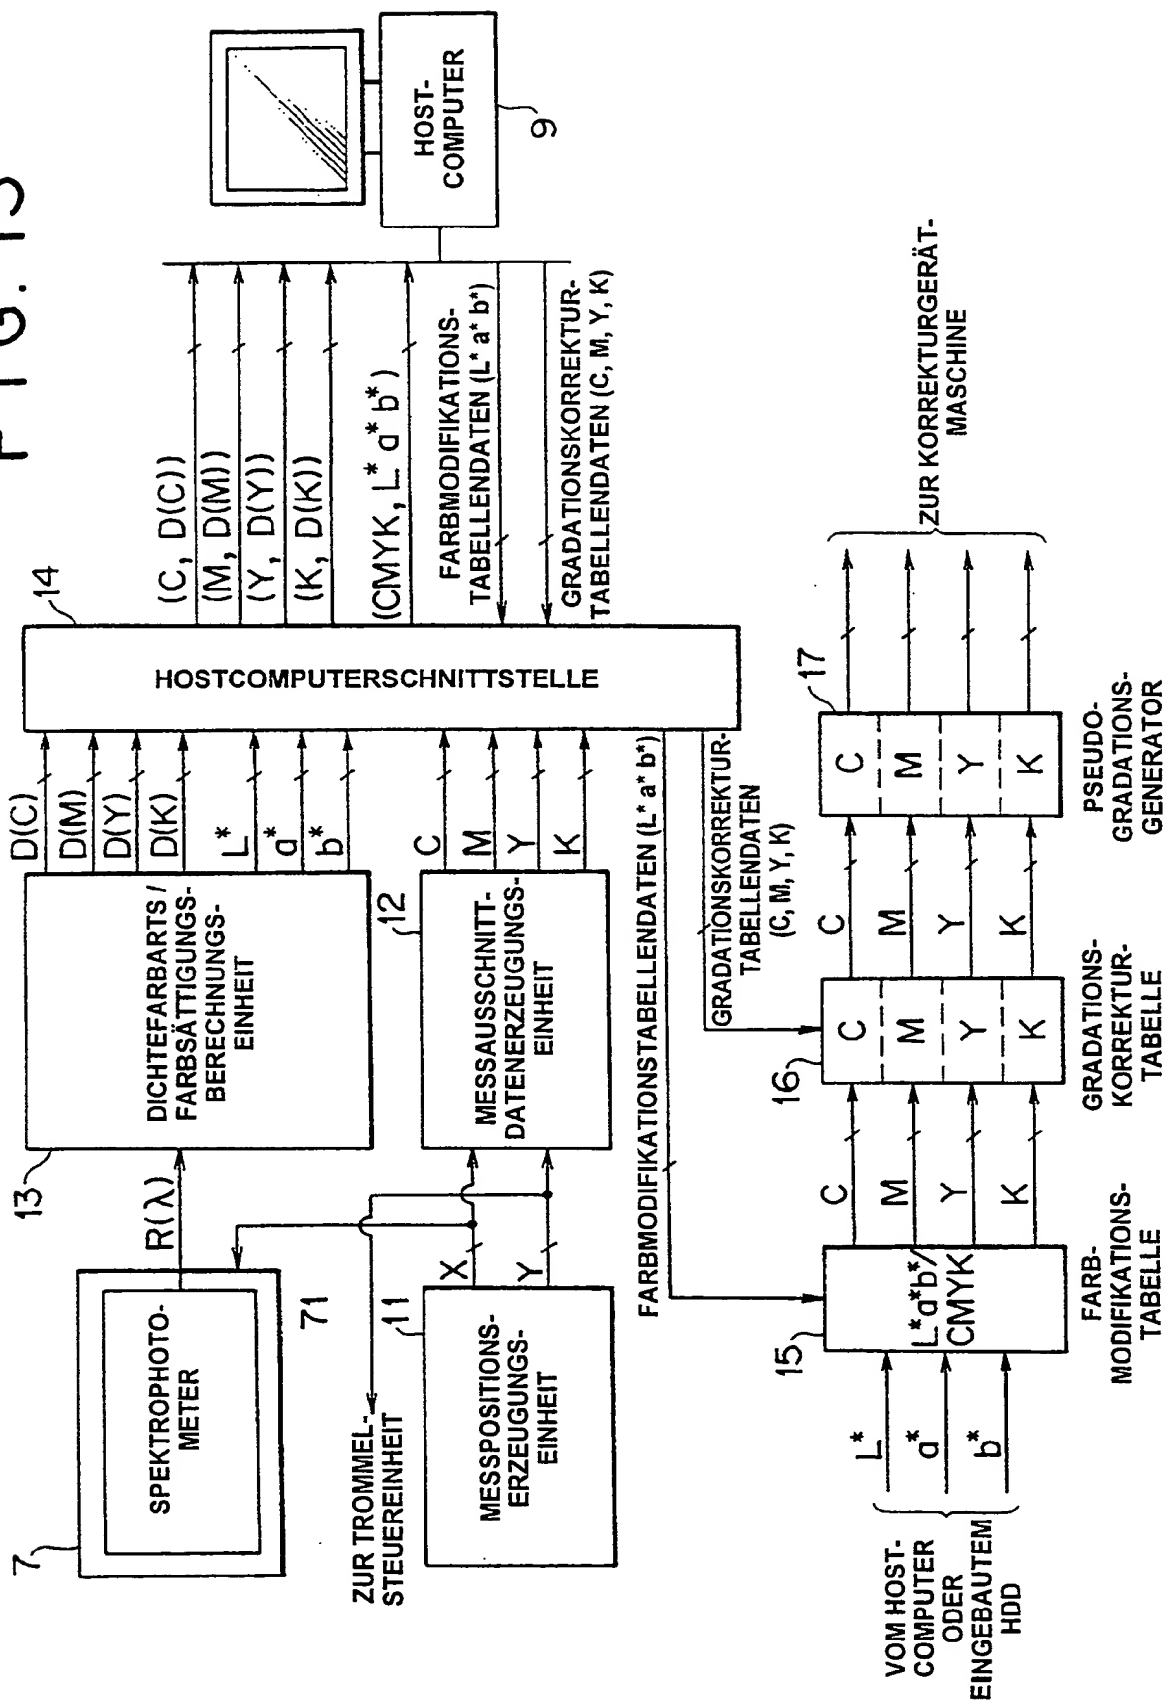 FIG. 15
7
SPEKTROPHOTO-
METER
71
R(λ)
13
DICHTEFARBARTS/
FARBSÄTTIGUNGS-
BERECHNUNGS-
EINHEIT
D(C)
D(M)
D(Y)
D(K)
L*
a*
b*
14
HOSTCOMPUTERSCHNITTSTELLE
(C, D(C))
(M, D(M))
(Y, D(Y))
(K, D(K))
(CMYK, L* a* b*)
FARBMODIFIKATIONS-
TABELLENDATEN (L* a* b*)
GRADATIONSKORREKTUR-
TABELLENDATEN (C, M, Y, K)
HOST-
COMPUTER
9
ZUR TROMMEL-
STEUEREINHEIT
11
MESSPOSITIONS-
ERZEUGUNGS-
EINHEIT
X
Y
12
MESSAUSSCHNITT-
DATENERZEUGUNGS-
EINHEIT
C
M
Y
K
FARBMODIFIKATIONSTABELLENDATEN (L* a* b*)
GRADATIONSKORREKTUR-
TABELLENDATEN
(C, M, Y, K)
VOM HOST-
COMPUTER
ODER
EINGEBAUTEM
HDD
L*
a*
b*
15
L*a*b*/
CMYK
FARB-
MODIFIKATIONS-
TABELLE
C
M
Y
K
16
C
M
Y
K
GRADATIONS-
KORREKTUR-
TABELLE
C
M
Y
K
17
C
M
Y
K
PSEUDO-
GRADATIONS-
GENERATOR
ZUR KORREKTURGERÄT-
MASCHINE